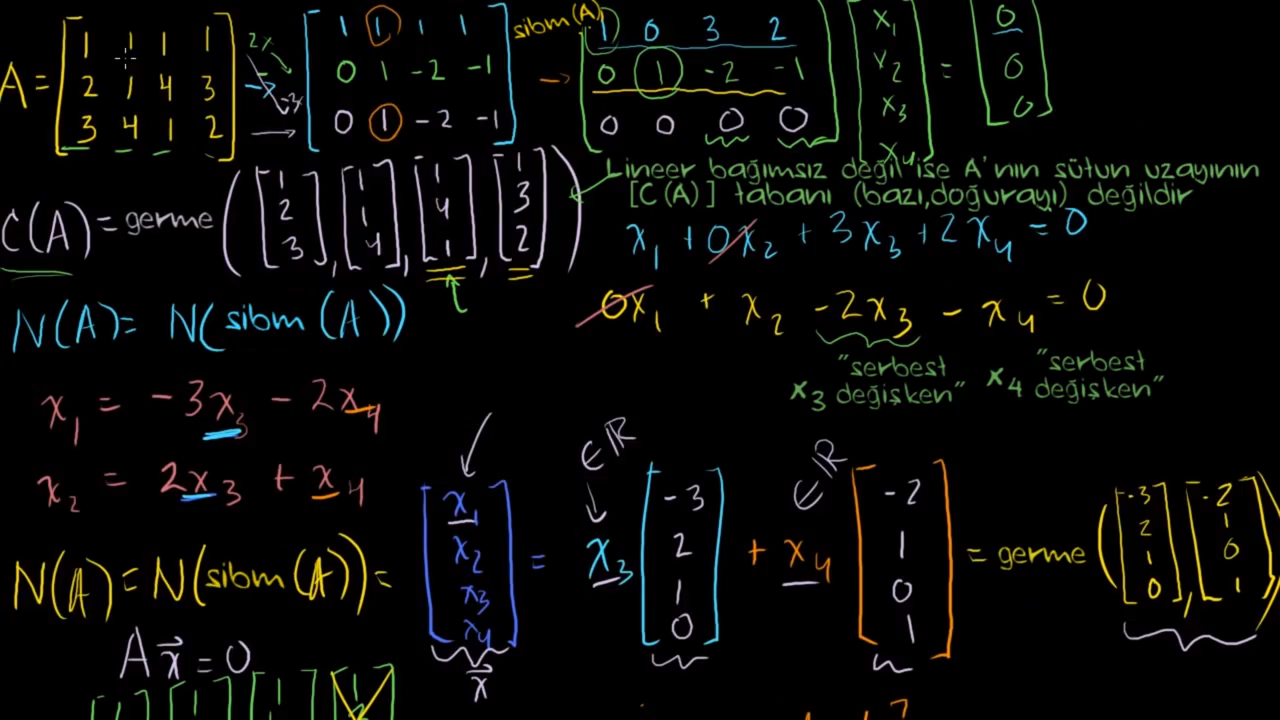 A = [1 1 1 1; 2 1 4 3; 3 4 1 2] → [1 1 1 1; 0 1 -2 -1; 0 1 -2 -1] sibm(A) → [1 0 3 2; 0 1 -2 -1; 0 0 0 0] [x₁; x₂; x₃; x₄] = [0; 0; 0]
2x
-3x
C(A) = germe ([1; 2; 3], [1; 1; 4], [1; 4; 1], [1; 3; 2])
Lineer bağımsız değil ise A'nın sütun uzayının
[C(A)] tabanı (bazı,doğurayı) değildir
x₁ + 0x₂ + 3x₃ + 2x₄ = 0
N(A) = N(sibm (A))
0x₁ + x₂ - 2x₃ - x₄ = 0
x₃ "serbest değişken" x₄ "serbest değişken"
x₁ = -3x₃ - 2x₄
x₂ = 2x₃ + x₄
∈ℝ ∈ℝ
N(A) = N(sibm(A)) = [x₁; x₂; x₃; x₄] = x₃ [-3; 2; 1; 0] + x₄ [-2; 1; 0; 1] = germe ([-3; 2; 1; 0], [-2; 1; 0; 1])
x⃗
Ax⃗ = 0